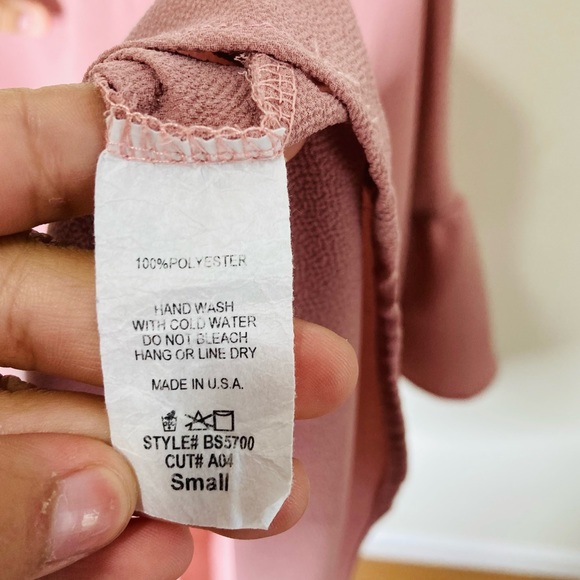 100%POLYESTER
HAND WASH
WITH COLD WATER
DO NOT BLEACH
HANG OR LINE DRY
MADE IN U.S.A.
STYLE# BS5700
CUT# A04
Small